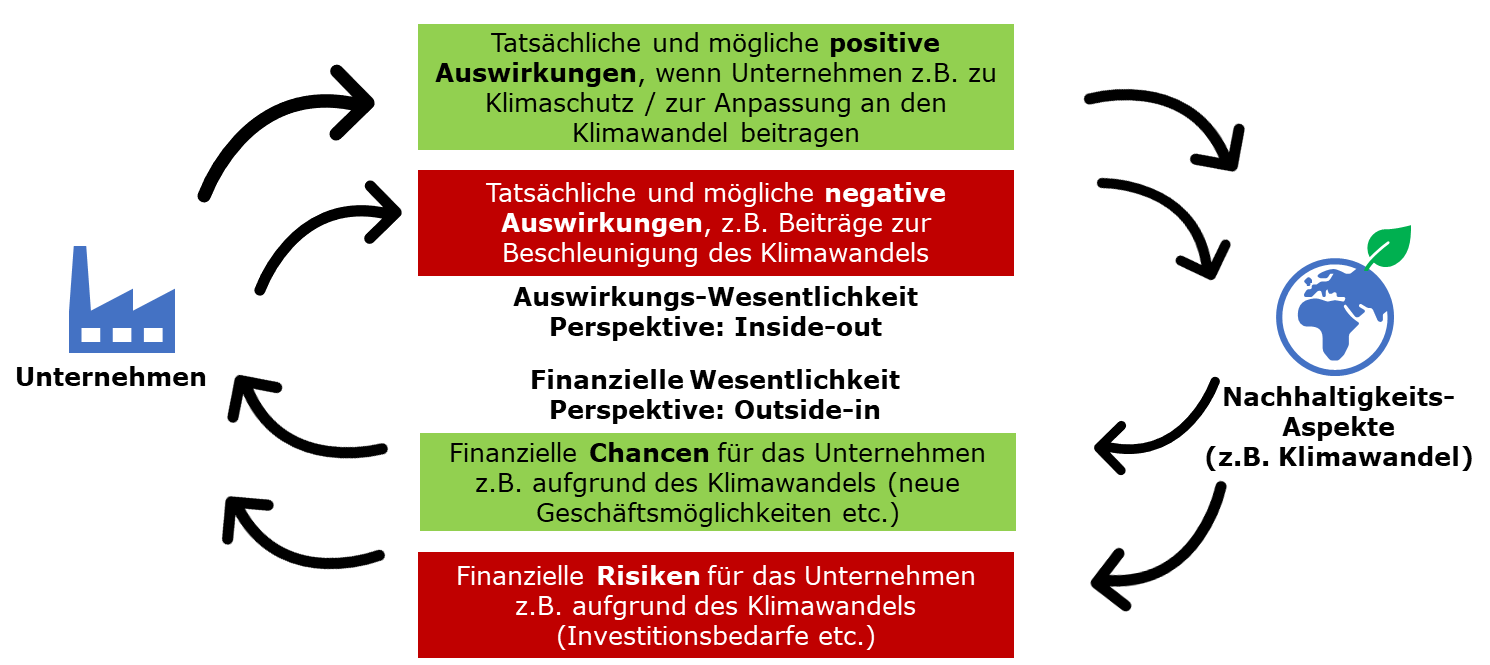 Tatsächliche und mögliche positive
Auswirkungen, wenn Unternehmen z.B. zu
Klimaschutz / zur Anpassung an den
Klimawandel beitragen
Tatsächliche und mögliche negative
Auswirkungen, z.B. Beiträge zur
Beschleunigung des Klimawandels
Auswirkungs-Wesentlichkeit
Perspektive: Inside-out
Unternehmen
Finanzielle Wesentlichkeit
Perspektive: Outside-in
Nachhaltigkeits-
Aspekte
(z.B. Klimawandel)
Finanzielle Chancen für das Unternehmen
z.B. aufgrund des Klimawandels (neue
Geschäftsmöglichkeiten etc.)
Finanzielle Risiken für das Unternehmen
z.B. aufgrund des Klimawandels
(Investitionsbedarfe etc.)